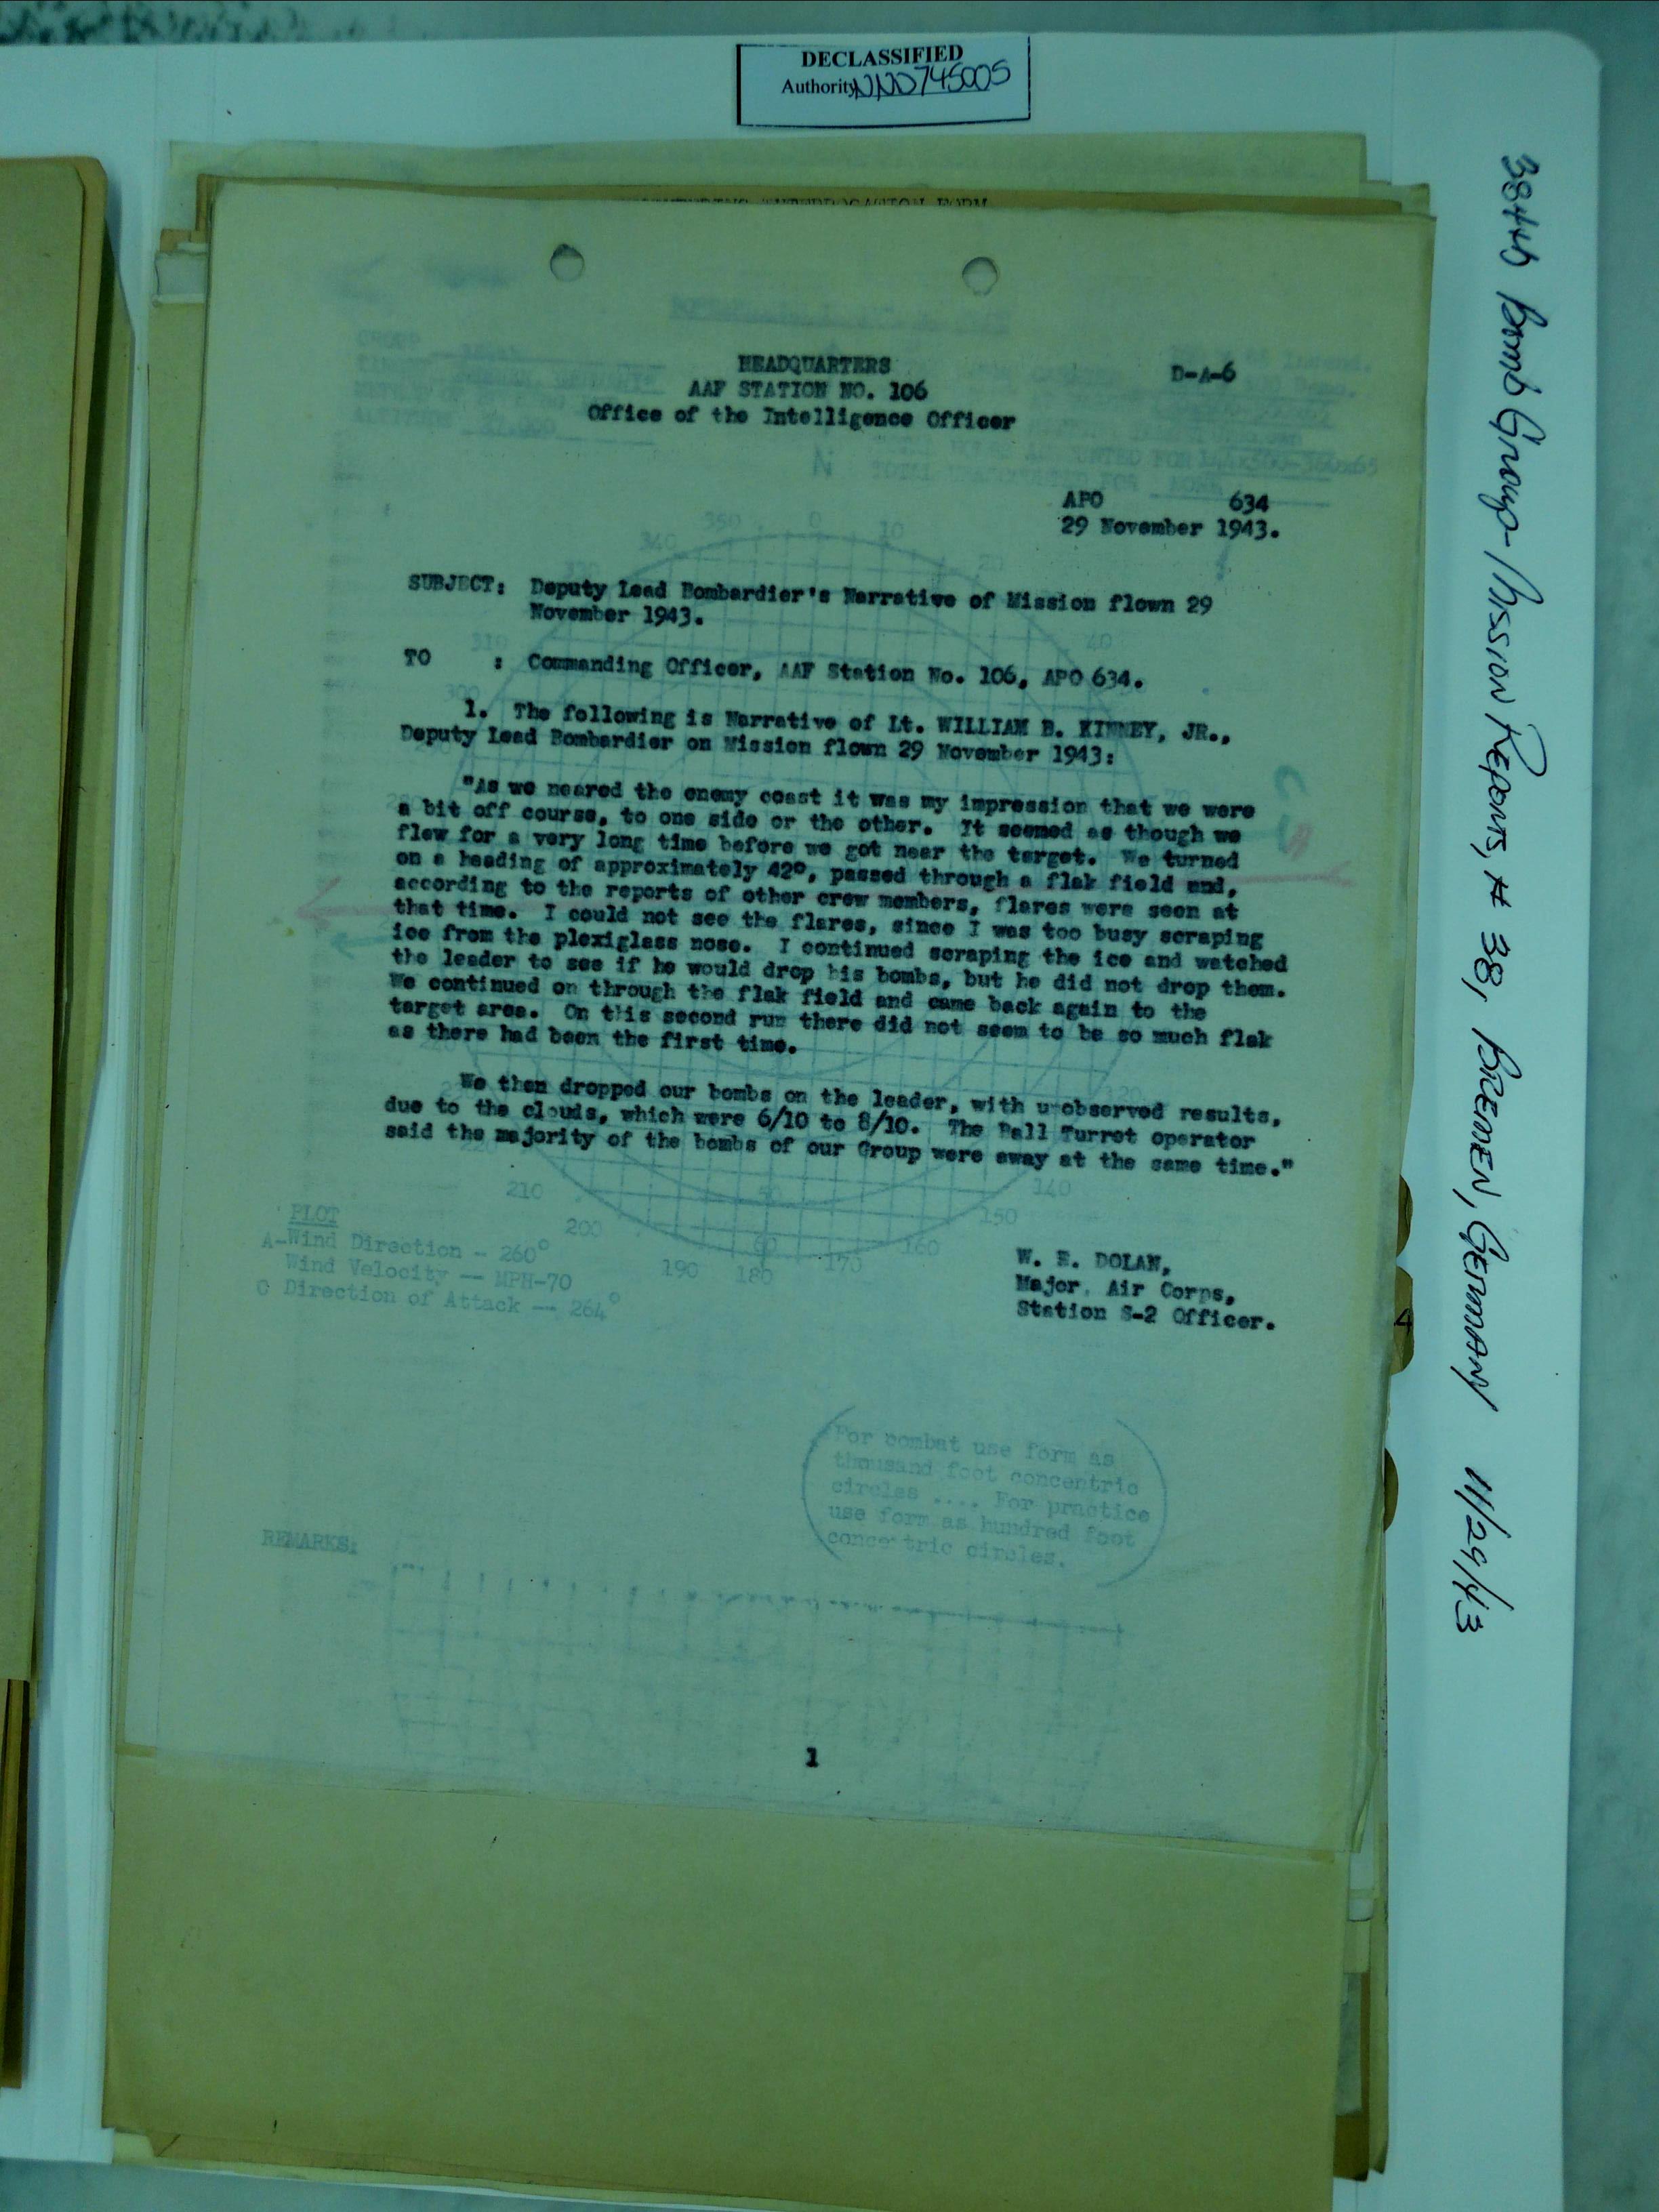 DECLASSIFIED
Authority NND745005
384th Bomb Group - Mission Reports, # 38, BREMEN, GERMANY 11/29/43
HEADQUARTERS
AAF STATION NO. 106
Office of the Intelligence Officer
D-A-6
APO 634
29 November 1943.
SUBJECT: Deputy Lead Bombardier's Narrative of Mission flown 29
November 1943.
TO : Commanding Officer, AAF Station No. 106, APO 634.
1. The following is Narrative of Lt. WILLIAM B. KINNEY, JR.,
Deputy Lead Bombardier on Mission flown 29 November 1943:
"As we neared the enemy coast it was my impression that we were
a bit off course, to one side or the other. It seemed as though we
flew for a very long time before we got near the target. We turned
on a heading of approximately 42°, passed through a flak field and,
according to the reports of other crew members, flares were seen at
that time. I could not see the flares, since I was too busy scraping
ice from the plexiglass nose. I continued scraping the ice and watched
the leader to see if he would drop his bombs, but he did not drop them.
We continued on through the flak field and came back again to the
target area. On this second run there did not seem to be so much flak
as there had been the first time.
We then dropped our bombs on the leader, with unobserved results,
due to the clouds, which were 6/10 to 8/10. The Ball Turret operator
said the majority of the bombs of our Group were away at the same time."
W. E. DOLAN,
Major, Air Corps,
Station S-2 Officer.
350 0 10
340
20
40
210 200 190 180 170 160 150 140
PLOT
A-Wind Direction -- 260°
Wind Velocity -- MPH-70
C Direction of Attack -- 264°
For combat use form as
thousand foot concentric
circles .... For practice
use form as hundred foot
concentric circles.
REMARKS:
4
1